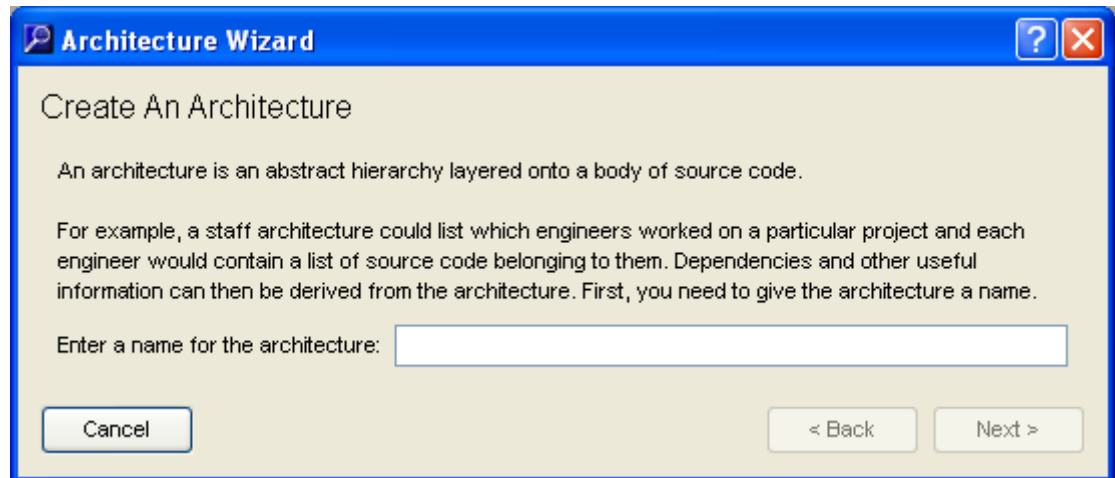 Architecture Wizard
?
Create An Architecture
An architecture is an abstract hierarchy layered onto a body of source code.
For example, a staff architecture could list which engineers worked on a particular project and each
engineer would contain a list of source code belonging to them. Dependencies and other useful
information can then be derived from the architecture. First, you need to give the architecture a name.
Enter a name for the architecture:
Cancel
< Back
Next >